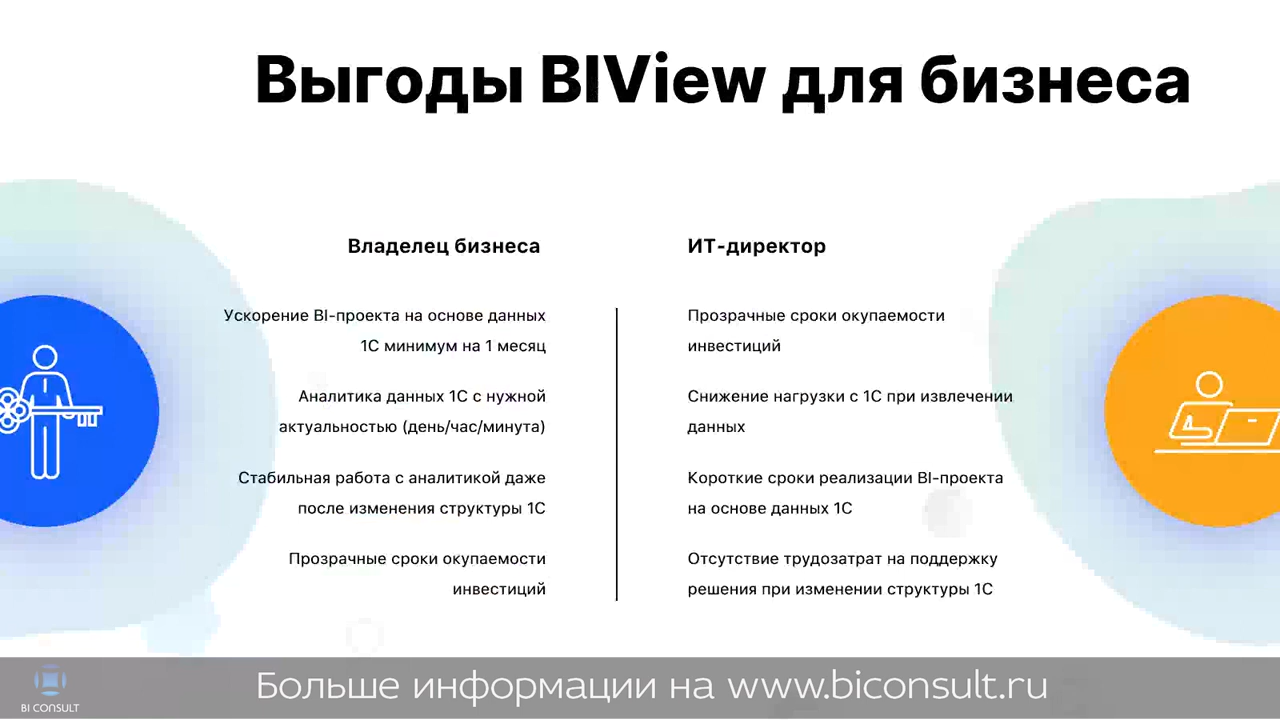 Выгоды BIView для бизнеса
Владелец бизнеса
Ускорение BI-проекта на основе данных
1С минимум на 1 месяц
Аналитика данных 1С с нужной
актуальностью (день/час/минута)
Стабильная работа с аналитикой даже
после изменения структуры 1С
Прозрачные сроки окупаемости
инвестиций
ИТ-директор
Прозрачные сроки окупаемости
инвестиций
Снижение нагрузки с 1С при извлечении
данных
Короткие сроки реализации BI-проекта
на основе данных 1С
Отсутствие трудозатрат на поддержку
решения при изменении структуры 1С
BI CONSULT
Больше информации на www.biconsult.ru